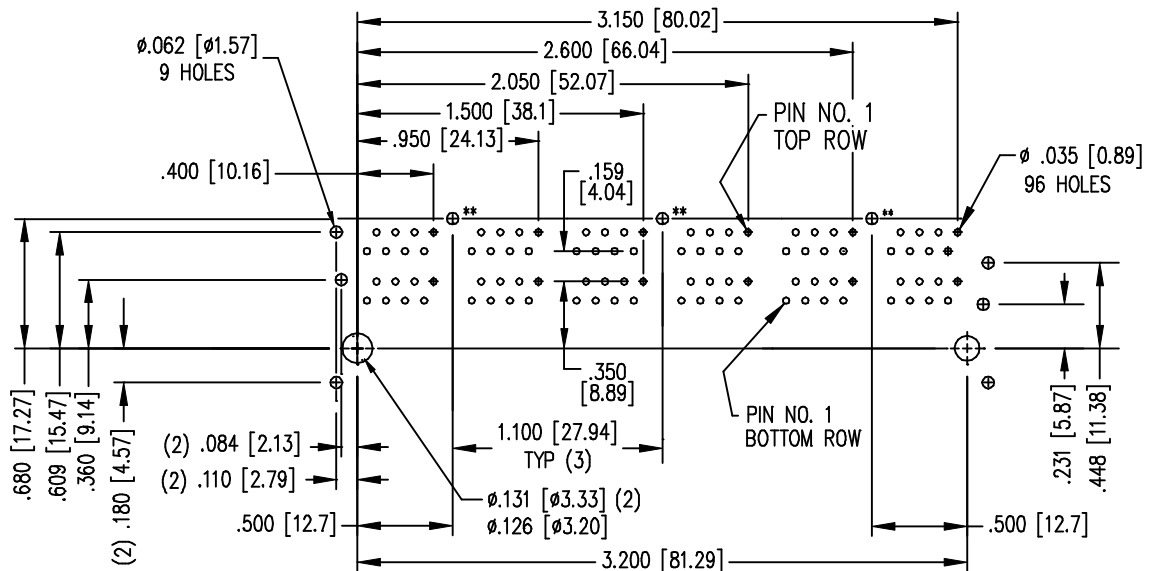 3.150 [80.02]
ø.062 [ø1.57]
9 HOLES
2.600 [66.04]
2.050 [52.07]
1.500 [38.1]
.950 [24.13]
.400 [10.16]
.159
[4.04]
PIN NO. 1
TOP ROW
ø .035 [0.89]
96 HOLES
**
**
**
.350
[8.89]
PIN NO. 1
BOTTOM ROW
1.100 [27.94]
TYP (3)
(2) .084 [2.13]
(2) .110 [2.79]
ø.131 [ø3.33] (2)
ø.126 [ø3.20]
.500 [12.7]
.500 [12.7]
3.200 [81.29]
.680 [17.27]
.609 [15.47]
.360 [9.14]
(2) .180 [4.57]
.231 [5.87]
.448 [11.38]